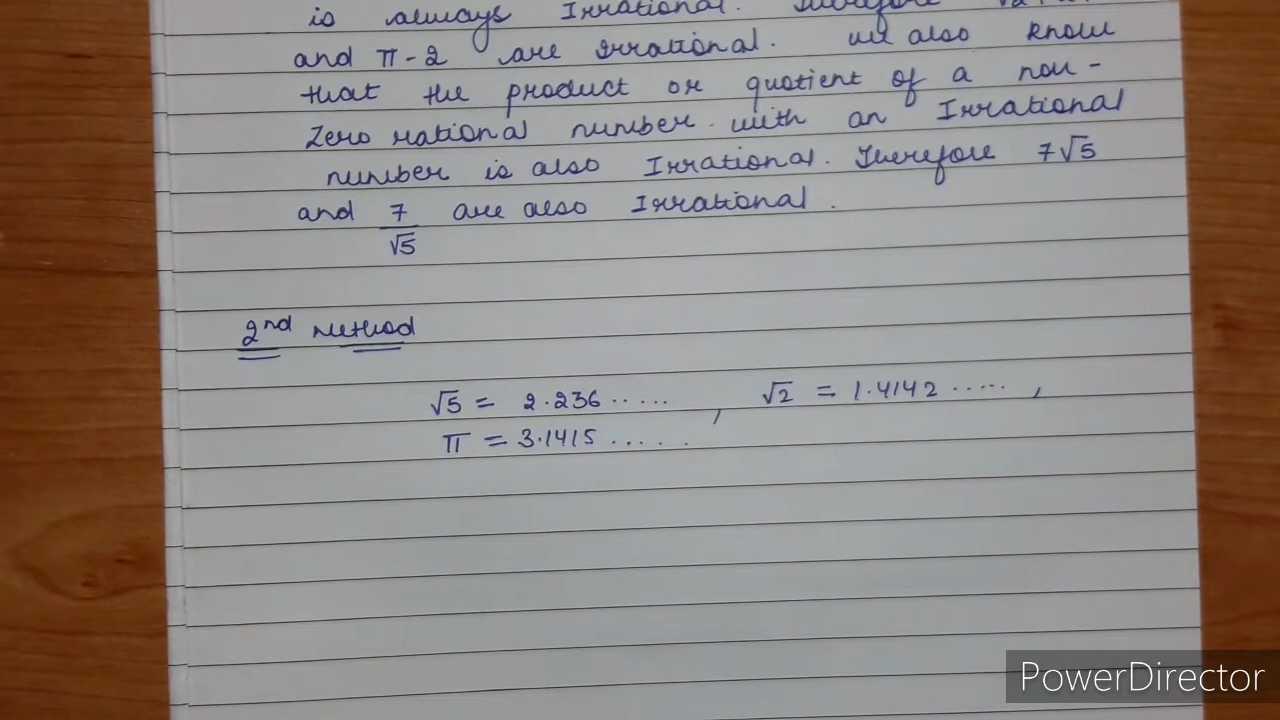 is always Irrational. Therefore
and π - 2 are irrational. we also know
that the product or quotient of a non-
Zero rational number with an Irrational
number is also Irrational. Therefore 7√5
and 7/√5 are also Irrational.
2nd method
√5 = 2.236 ..... , √2 = 1.4142 ..... ,
π = 3.1415 ......
PowerDirector